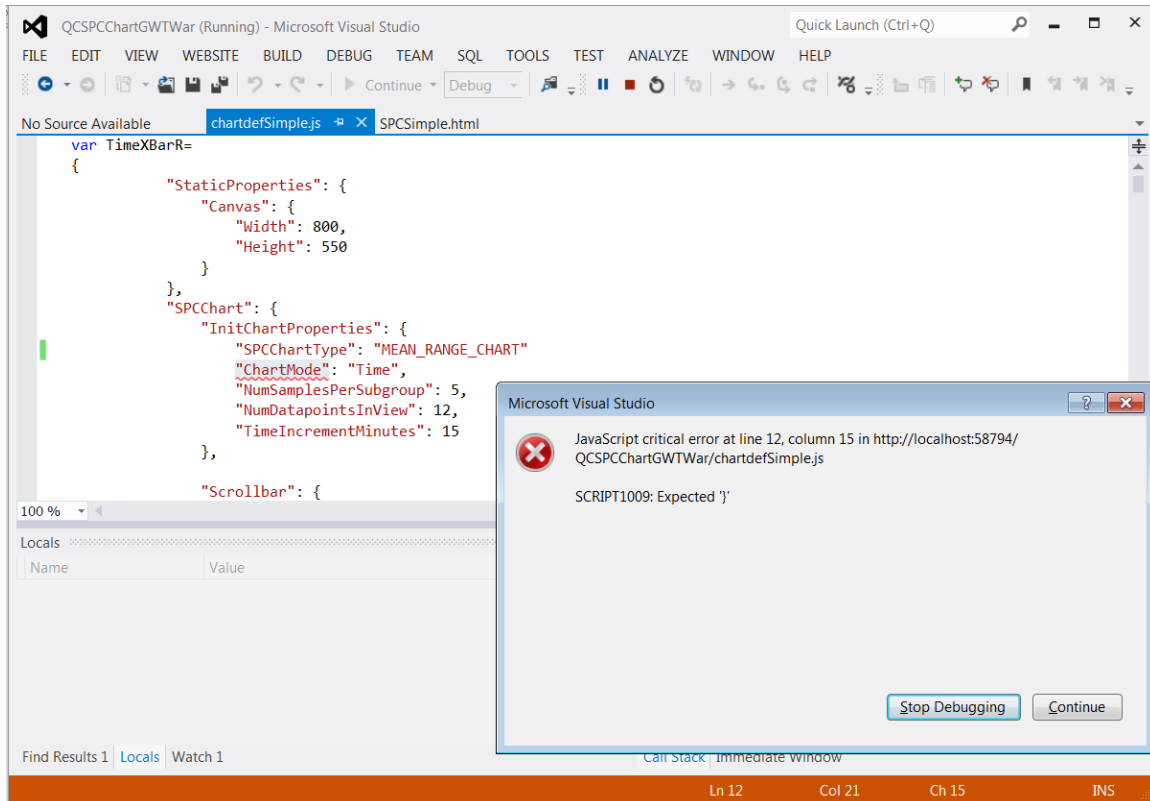 QCSPCChartGWTWar (Running) - Microsoft Visual Studio
Quick Launch (Ctrl+Q)
FILE EDIT VIEW WEBSITE BUILD DEBUG TEAM SQL TOOLS TEST ANALYZE WINDOW HELP
Continue Debug
No Source Available chartdefSimple.js SPCSimple.html
var TimeXBarR=
{
"StaticProperties": {
"Canvas": {
"Width": 800,
"Height": 550
}
},
"SPCChart": {
"InitChartProperties": {
"SPCChartType": "MEAN_RANGE_CHART"
"ChartMode": "Time",
"NumSamplesPerSubgroup": 5,
"NumDatapointsInView": 12,
"TimeIncrementMinutes": 15
},
"Scrollbar": {
100 %
Locals
Name Value
Microsoft Visual Studio
JavaScript critical error at line 12, column 15 in http://localhost:58794/
QCSPCChartGWTWar/chartdefSimple.js
SCRIPT1009: Expected '}'
Stop Debugging Continue
Find Results 1 Locals Watch 1
Call Stack Immediate Window
Ln 12 Col 21 Ch 15 INS